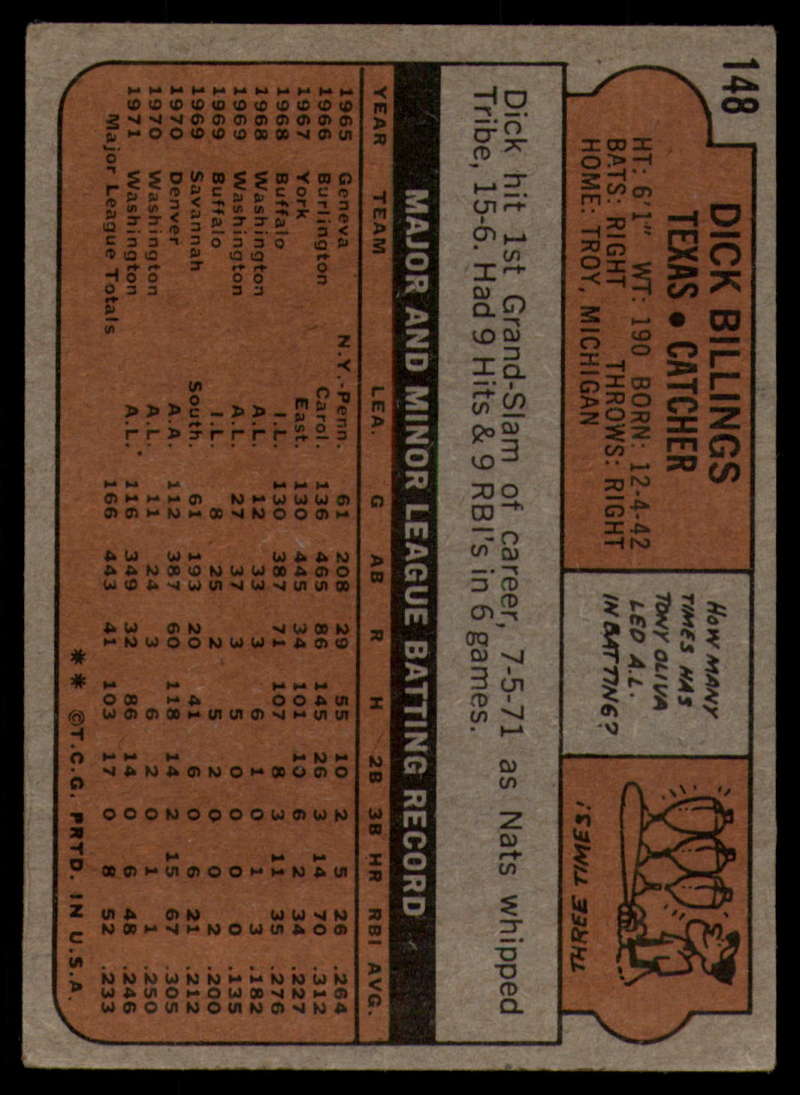 148
DICK BILLINGS
TEXAS • CATCHER
HT: 6'1" WT: 190 BORN: 12-4-42
BATS: RIGHT THROWS: RIGHT
HOME: TROY, MICHIGAN
HOW MANY
TIMES HAS
TONY OLIVA
LED A.L.
IN BATTING?
THREE TIMES!
Dick hit 1st Grand-Slam of career, 7-5-71 as Nats whipped
Tribe, 15-6. Had 9 Hits & 9 RBI's in 6 games.
MAJOR AND MINOR LEAGUE BATTING RECORD
YEAR TEAM LEA. G AB R H 2B 3B HR RBI AVG.
1965 Geneva N.Y.-Penn. 61 208 29 55 10 2 5 26 .264
1966 Burlington Carol. 136 465 86 145 26 3 14 70 .312
1967 York East. 130 445 34 101 10 6 2 34 .227
1968 Buffalo I.L. 130 387 71 107 8 3 11 35 .276
1968 Washington A.L. 12 33 3 6 1 0 1 3 .182
1969 Washington A.L. 27 37 3 5 0 0 0 0 .135
1969 Buffalo I.L. 8 25 2 5 2 0 0 2 .200
1969 Savannah South. 61 193 20 41 6 0 6 21 .212
1970 Denver A.A. 112 387 60 118 14 2 15 67 .305
1970 Washington A.L. 11 24 3 6 2 0 1 1 .250
1971 Washington A.L. 116 349 32 86 14 0 6 48 .246
Major League Totals 166 443 41 103 17 0 8 52 .233
** ©T.C.G. PRTD. IN U.S.A.